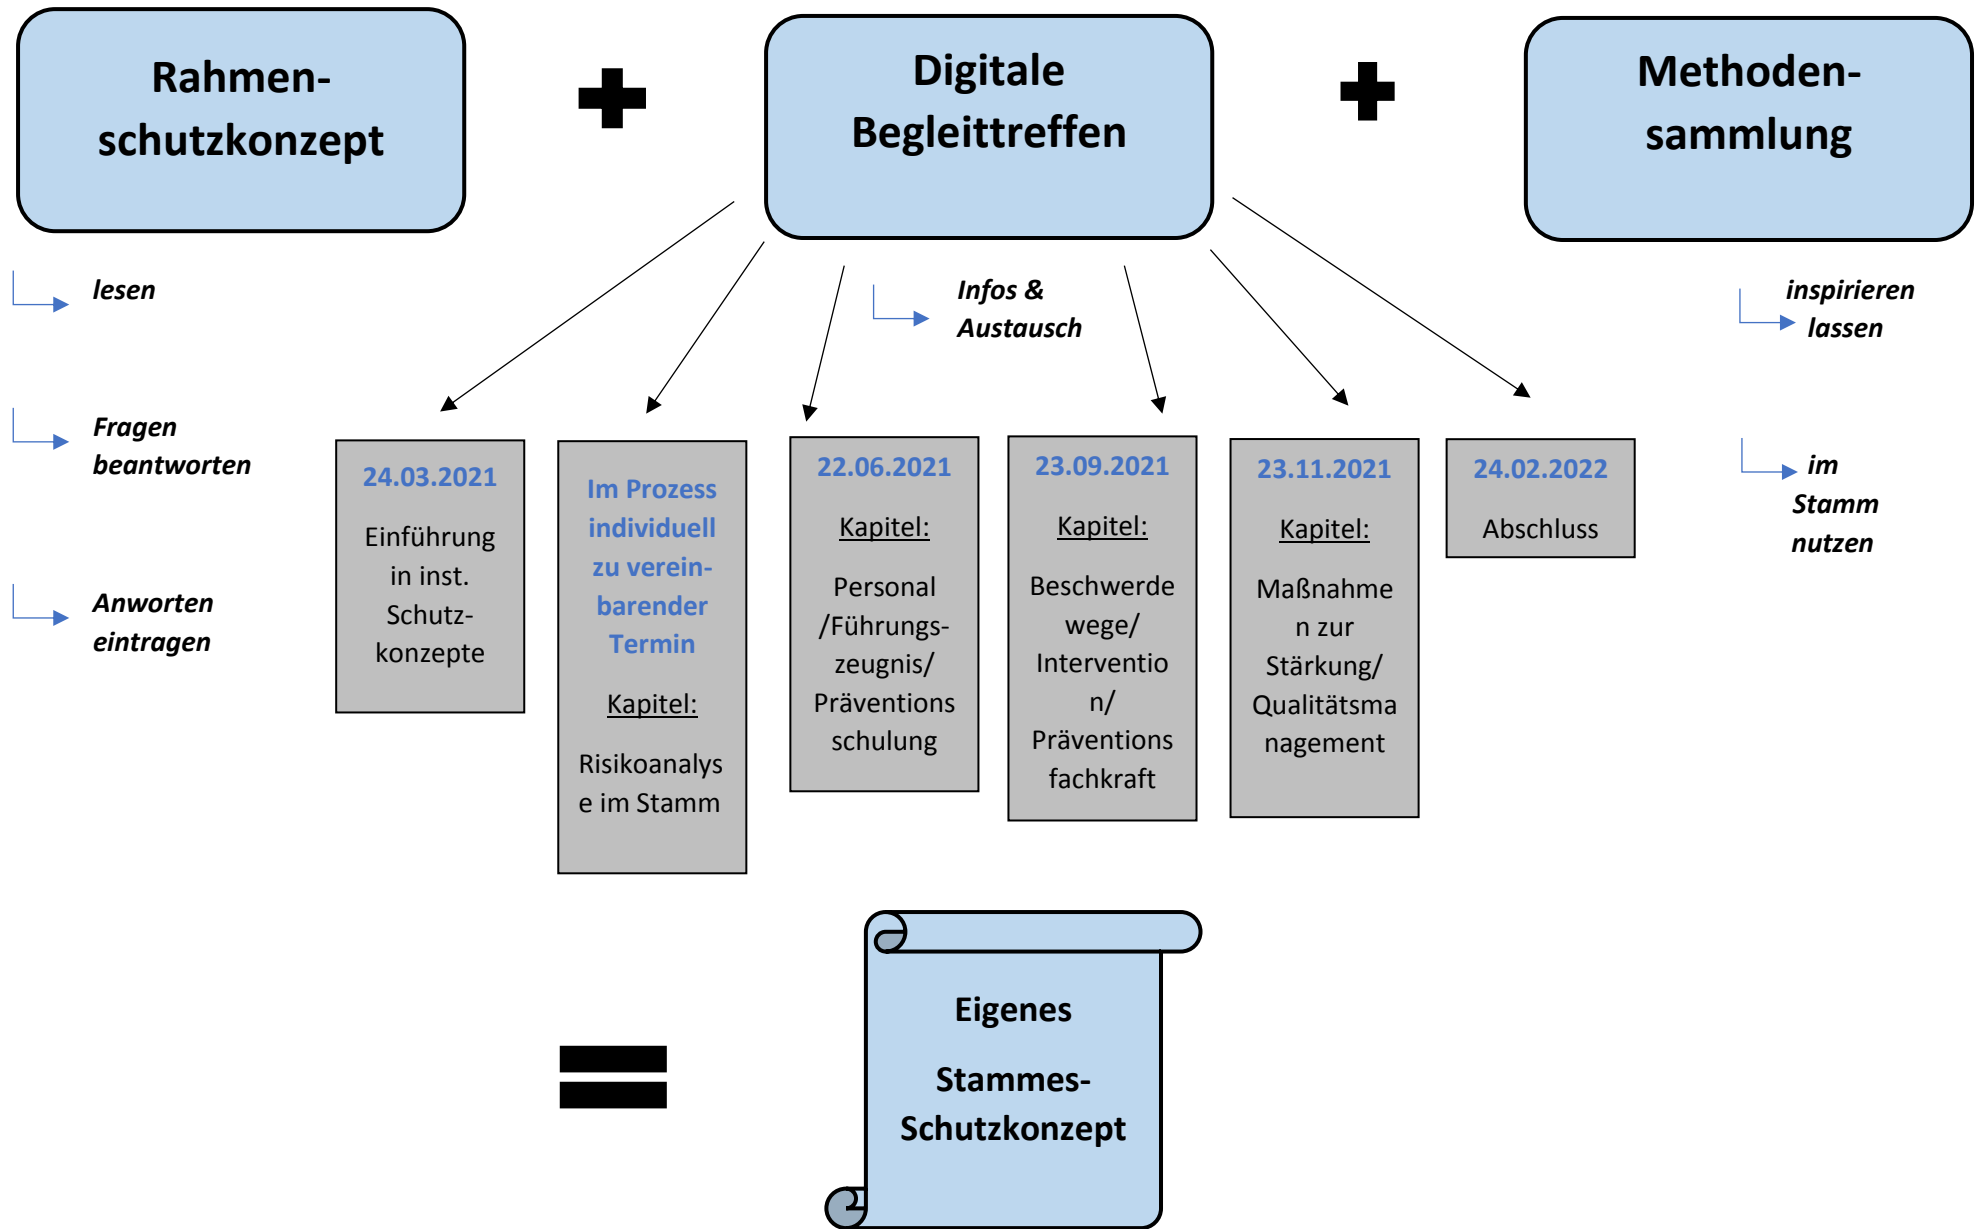 Rahmen-
schutzkonzept
Digitale
Begleittreffen
Methoden-
sammlung
lesen
Fragen
beantworten
Anworten
eintragen
Infos &
Austausch
inspirieren
lassen
im
Stamm
nutzen
24.03.2021
Einführung
in inst.
Schutz-
konzepte
Im Prozess
individuell
zu verein-
barender
Termin
Kapitel:
Risikoanalys
e im Stamm
22.06.2021
Kapitel:
Personal
/Führungs-
zeugnis/
Präventions
schulung
23.09.2021
Kapitel:
Beschwerde
wege/
Interventio
n/
Präventions
fachkraft
23.11.2021
Kapitel:
Maßnahme
n zur
Stärkung/
Qualitätsma
nagement
24.02.2022
Abschluss
Eigenes
Stammes-
Schutzkonzept